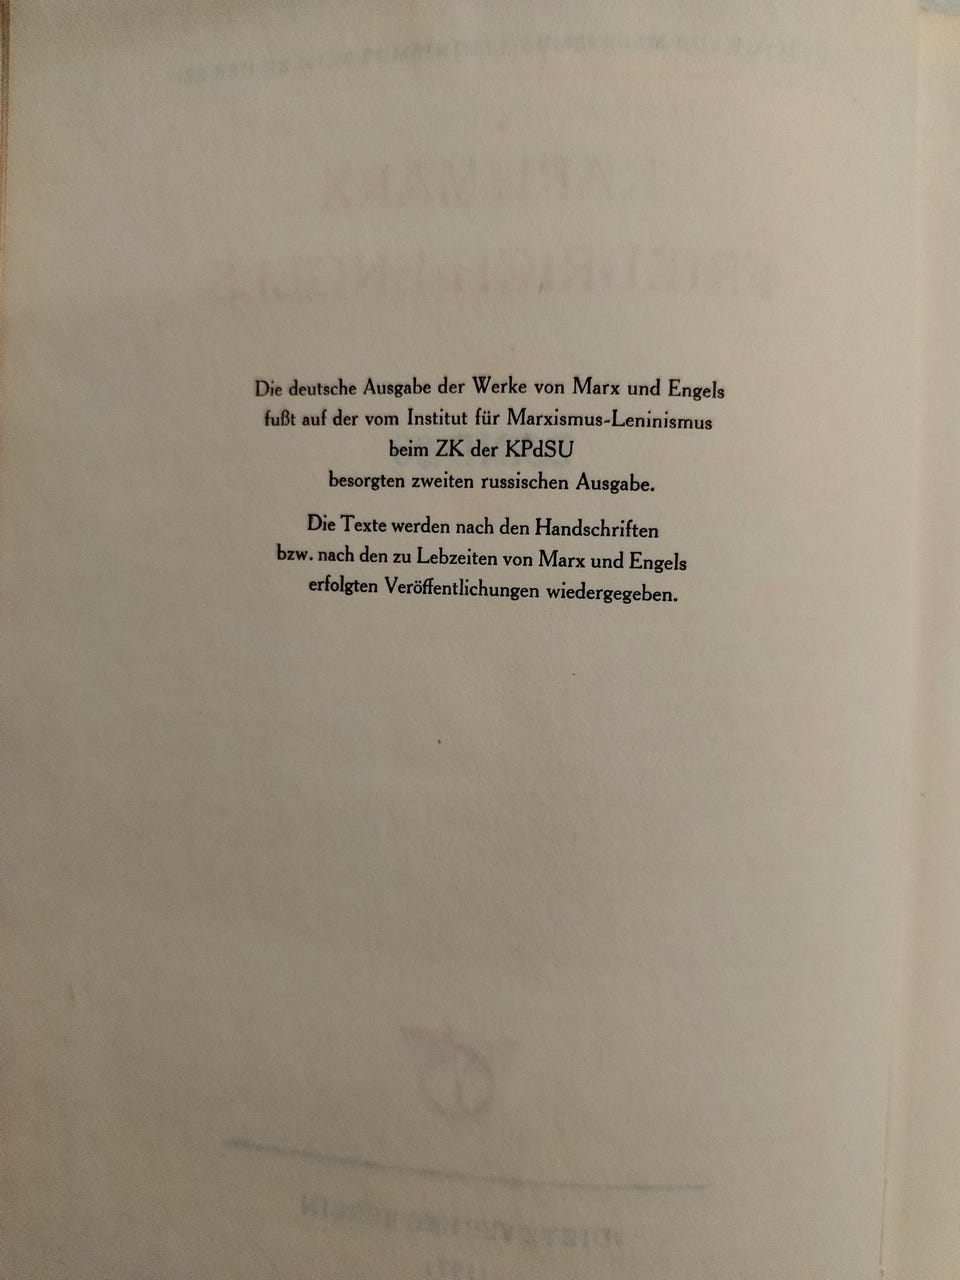 Die deutsche Ausgabe der Werke von Marx und Engels
fußt auf der vom Institut für Marxismus-Leninismus
beim ZK der KPdSU
besorgten zweiten russischen Ausgabe.
Die Texte werden nach den Handschriften
bzw. nach den zu Lebzeiten von Marx und Engels
erfolgten Veröffentlichungen wiedergegeben.